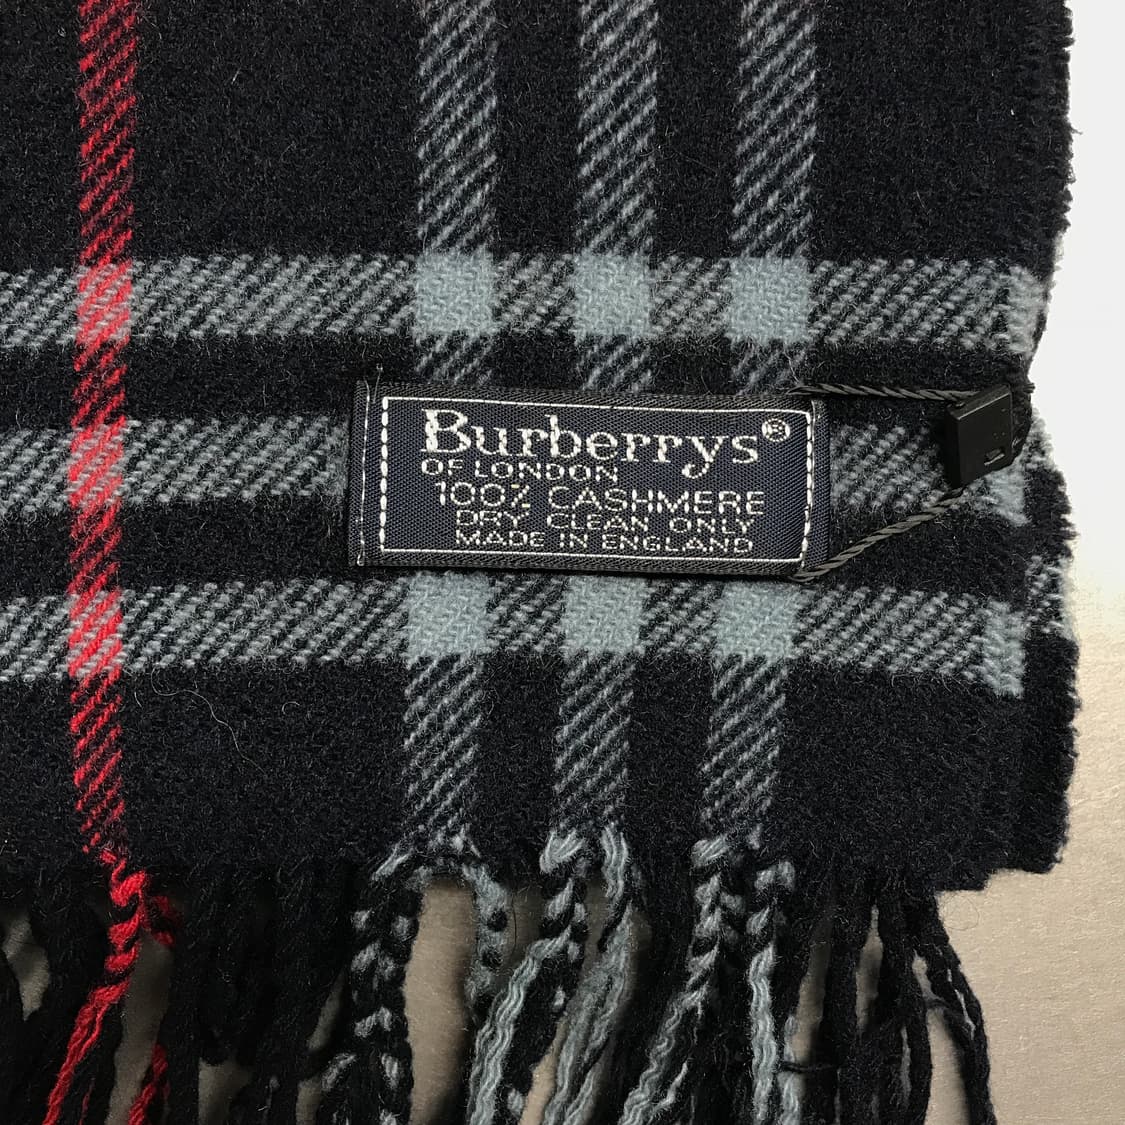 Burberrys®
OF LONDON
100% CASHMERE
DRY CLEAN ONLY
MADE IN ENGLAND